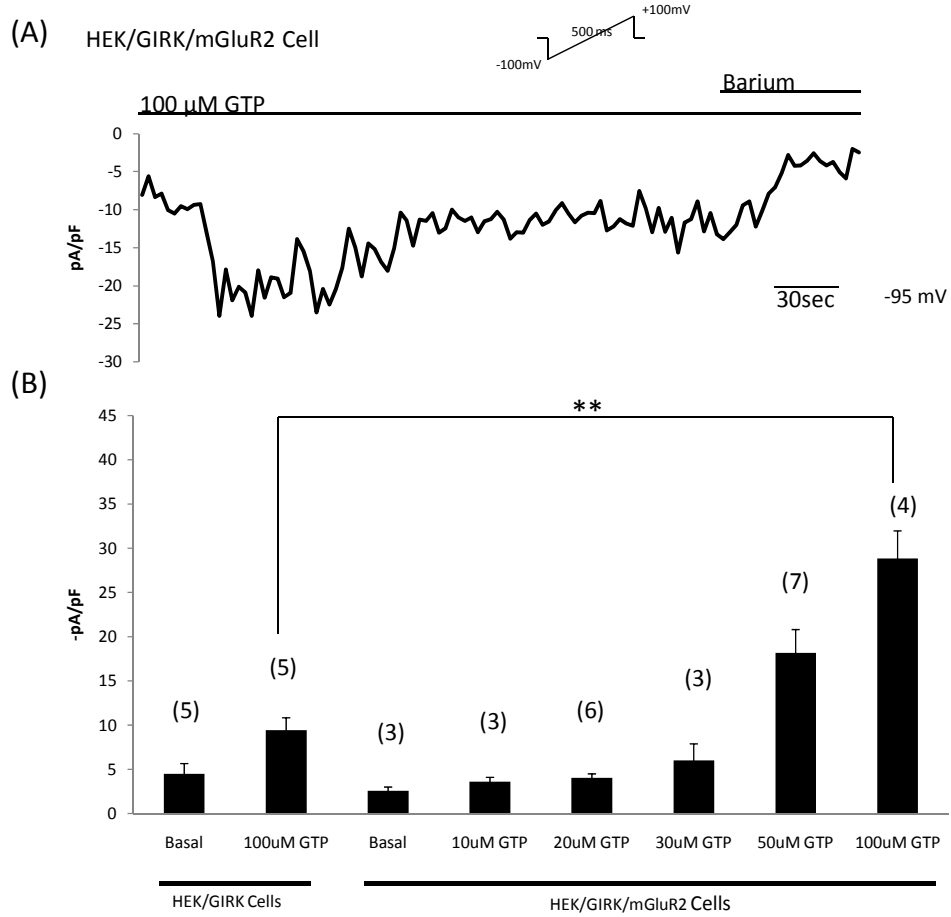 (A) HEK/GIRK/mGluR2 Cell
+100mV
500 ms
-100mV
Barium
100 µM GTP
0
-5
-10
-15
-20
-25
-30
pA/pF
30sec
-95 mV
(B)
45
40
35
30
25
20
15
10
5
0
-pA/pF
**
(5)
(5)
(3)
(3)
(6)
(3)
(7)
(4)
Basal 100uM GTP Basal 10uM GTP 20uM GTP 30uM GTP 50uM GTP 100uM GTP
HEK/GIRK Cells HEK/GIRK/mGluR2 Cells